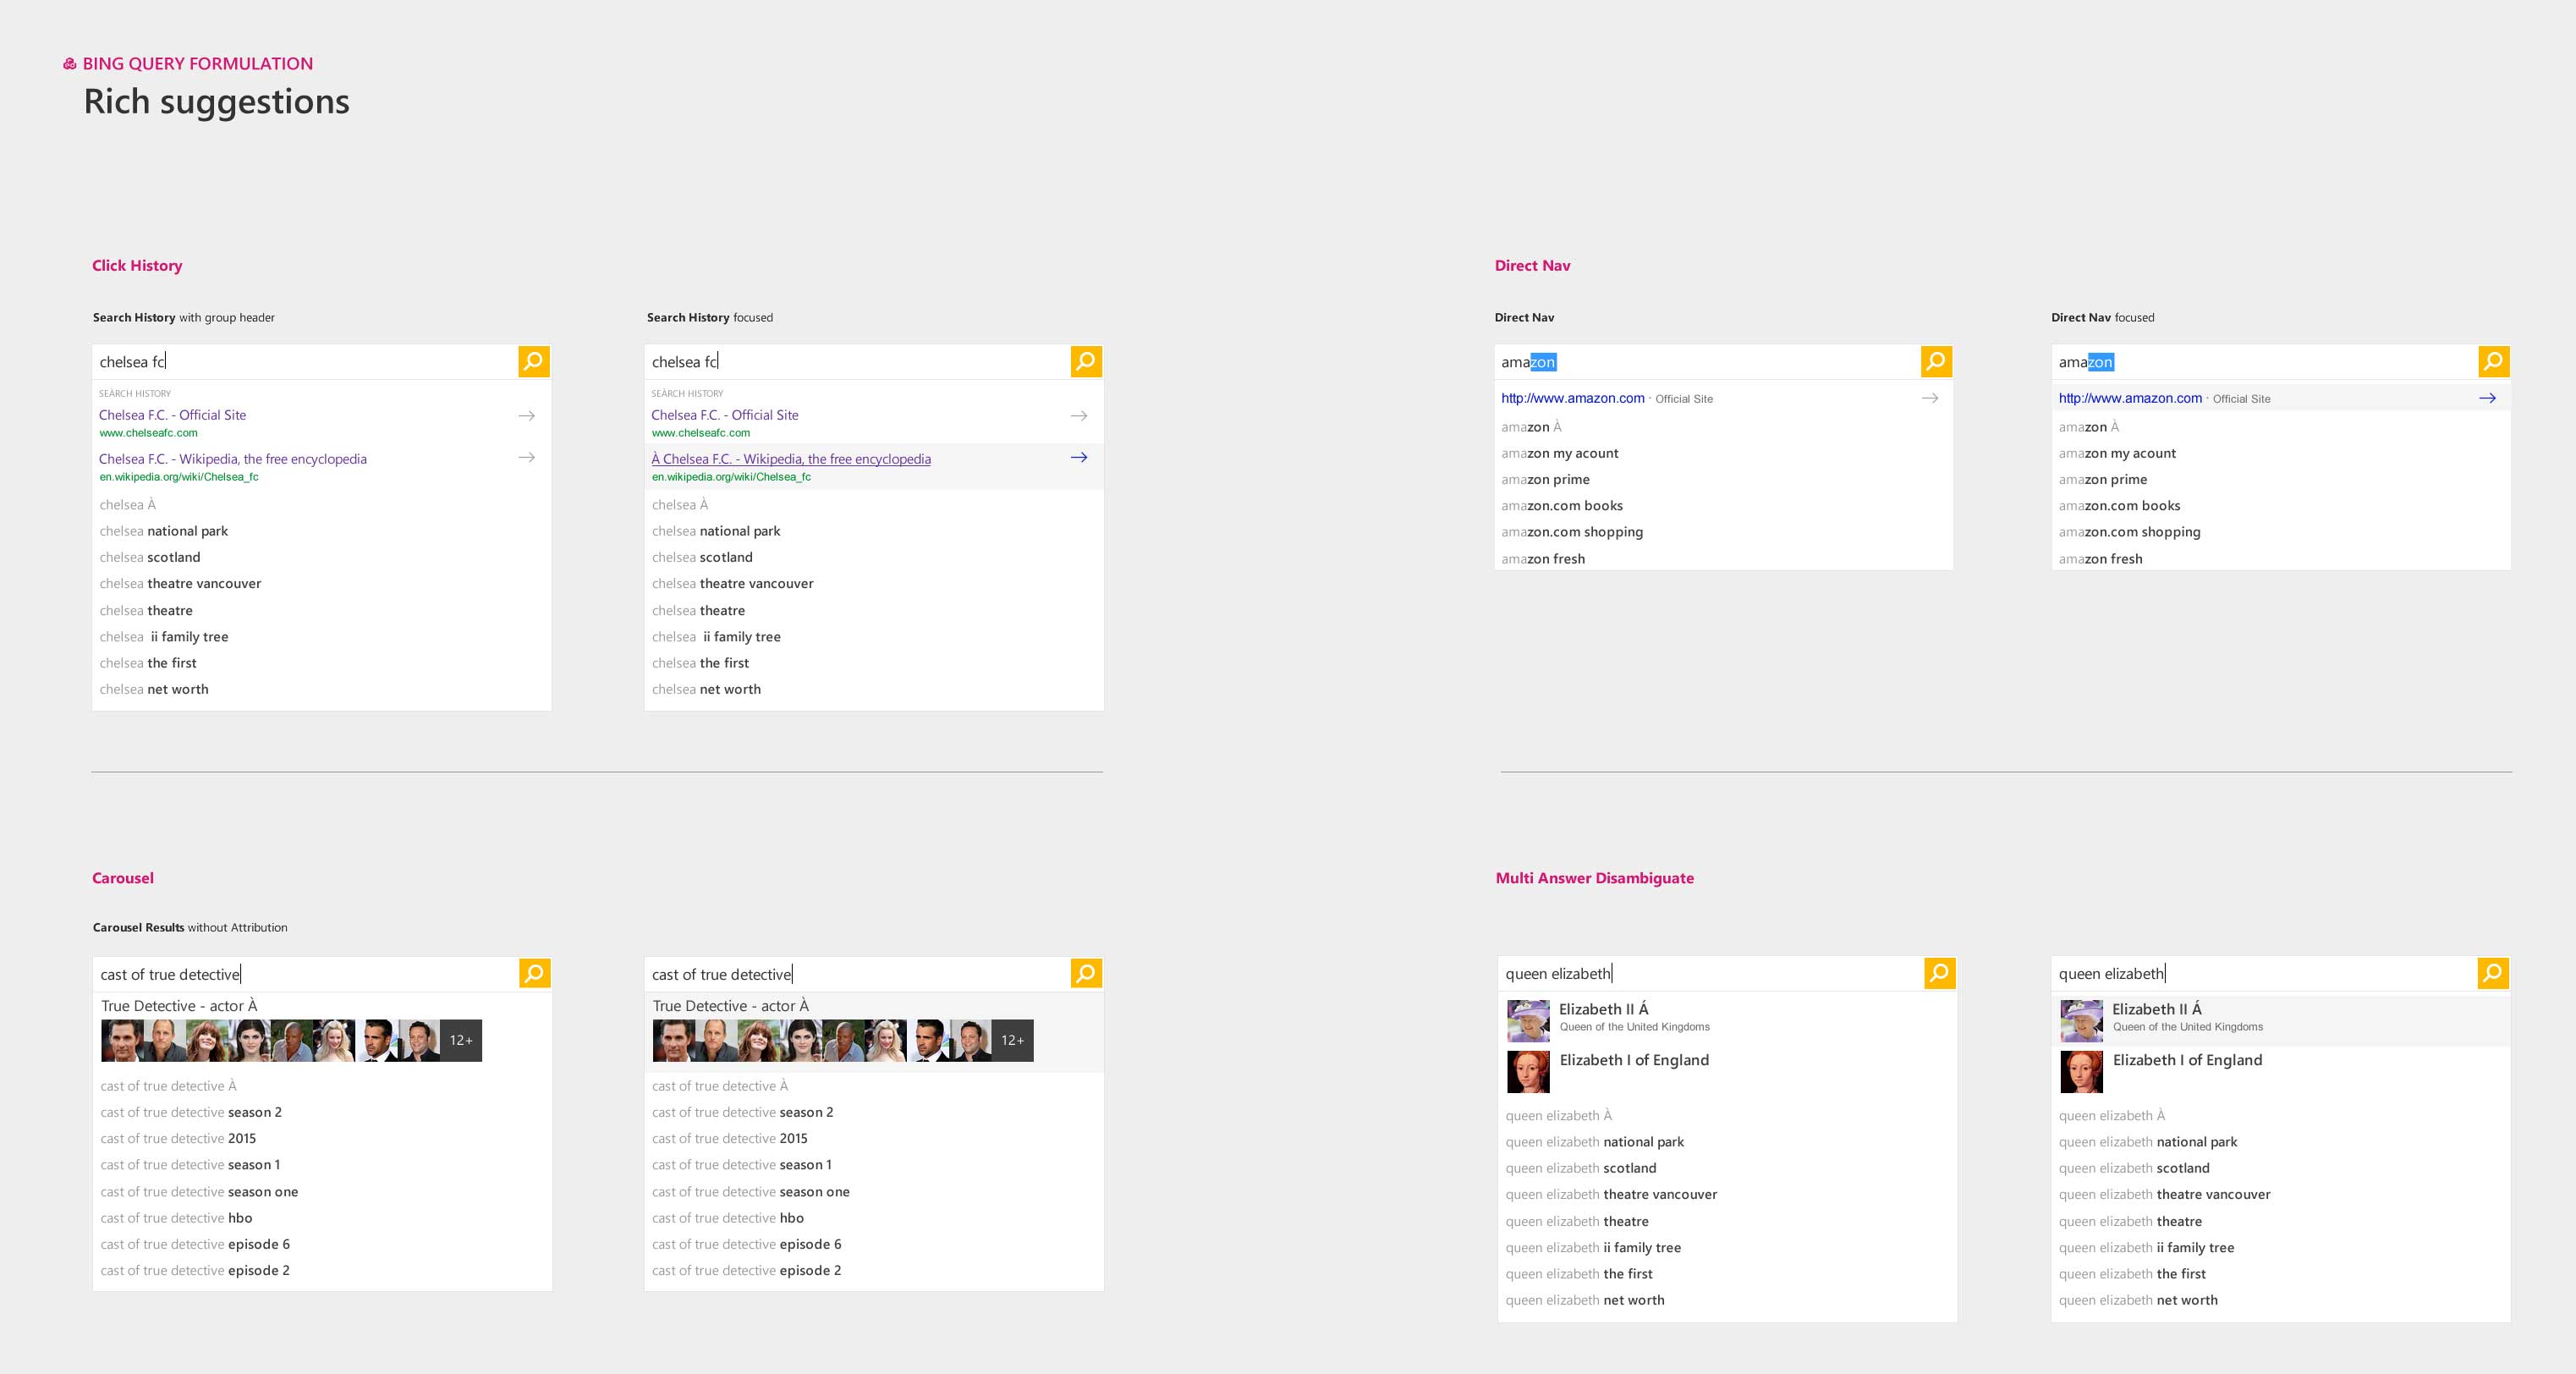 BING QUERY FORMULATION
Rich suggestions
Click History
Search History with group header
chelsea fc
SEÀRCH HISTORY
Chelsea F.C. - Official Site
www.chelseafc.com
Chelsea F.C. - Wikipedia, the free encyclopedia
en.wikipedia.org/wiki/Chelsea_fc
chelsea À
chelsea national park
chelsea scotland
chelsea theatre vancouver
chelsea theatre
chelsea ii family tree
chelsea the first
chelsea net worth
Search History focused
chelsea fc
SEÀRCH HISTORY
Chelsea F.C. - Official Site
www.chelseafc.com
À Chelsea F.C. - Wikipedia, the free encyclopedia
en.wikipedia.org/wiki/Chelsea_fc
chelsea À
chelsea national park
chelsea scotland
chelsea theatre vancouver
chelsea theatre
chelsea ii family tree
chelsea the first
chelsea net worth
Direct Nav
Direct Nav
amazon
http://www.amazon.com · Official Site
amazon À
amazon my acount
amazon prime
amazon.com books
amazon.com shopping
amazon fresh
Direct Nav focused
amazon
http://www.amazon.com · Official Site
amazon À
amazon my acount
amazon prime
amazon.com books
amazon.com shopping
amazon fresh
Carousel
Carousel Results without Attribution
cast of true detective
True Detective - actor À
12+
cast of true detective À
cast of true detective season 2
cast of true detective 2015
cast of true detective season 1
cast of true detective season one
cast of true detective hbo
cast of true detective episode 6
cast of true detective episode 2
cast of true detective
True Detective - actor À
12+
cast of true detective À
cast of true detective season 2
cast of true detective 2015
cast of true detective season 1
cast of true detective season one
cast of true detective hbo
cast of true detective episode 6
cast of true detective episode 2
Multi Answer Disambiguate
queen elizabeth
Elizabeth II Á
Queen of the United Kingdoms
Elizabeth I of England
queen elizabeth À
queen elizabeth national park
queen elizabeth scotland
queen elizabeth theatre vancouver
queen elizabeth theatre
queen elizabeth ii family tree
queen elizabeth the first
queen elizabeth net worth
queen elizabeth
Elizabeth II Á
Queen of the United Kingdoms
Elizabeth I of England
queen elizabeth À
queen elizabeth national park
queen elizabeth scotland
queen elizabeth theatre vancouver
queen elizabeth theatre
queen elizabeth ii family tree
queen elizabeth the first
queen elizabeth net worth